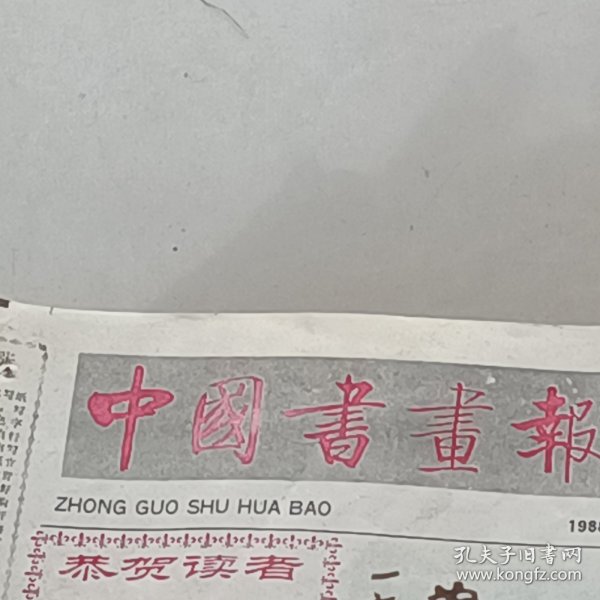 中國書畫報
ZHONG GUO SHU HUA BAO
1988
恭贺读者
孔夫子旧书网
www.kongfz.com